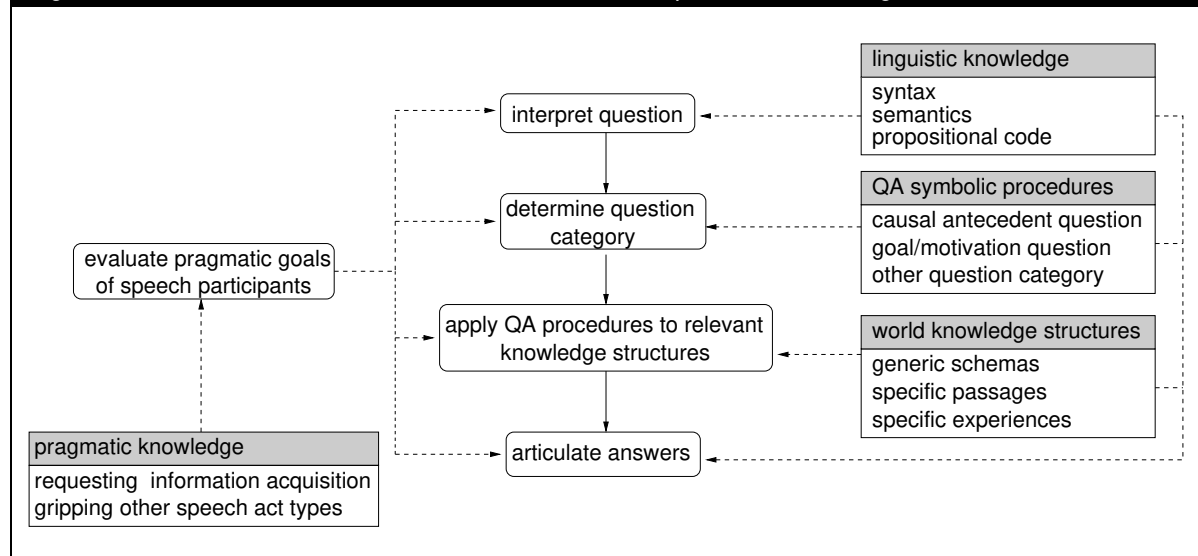 linguistic knowledge
syntax
semantics
propositional code
interpret question
QA symbolic procedures
causal antecedent question
goal/motivation question
other question category
determine question
category
evaluate pragmatic goals
of speech participants
apply QA procedures to relevant
knowledge structures
world knowledge structures
generic schemas
specific passages
specific experiences
pragmatic knowledge
requesting information acquisition
gripping other speech act types
articulate answers